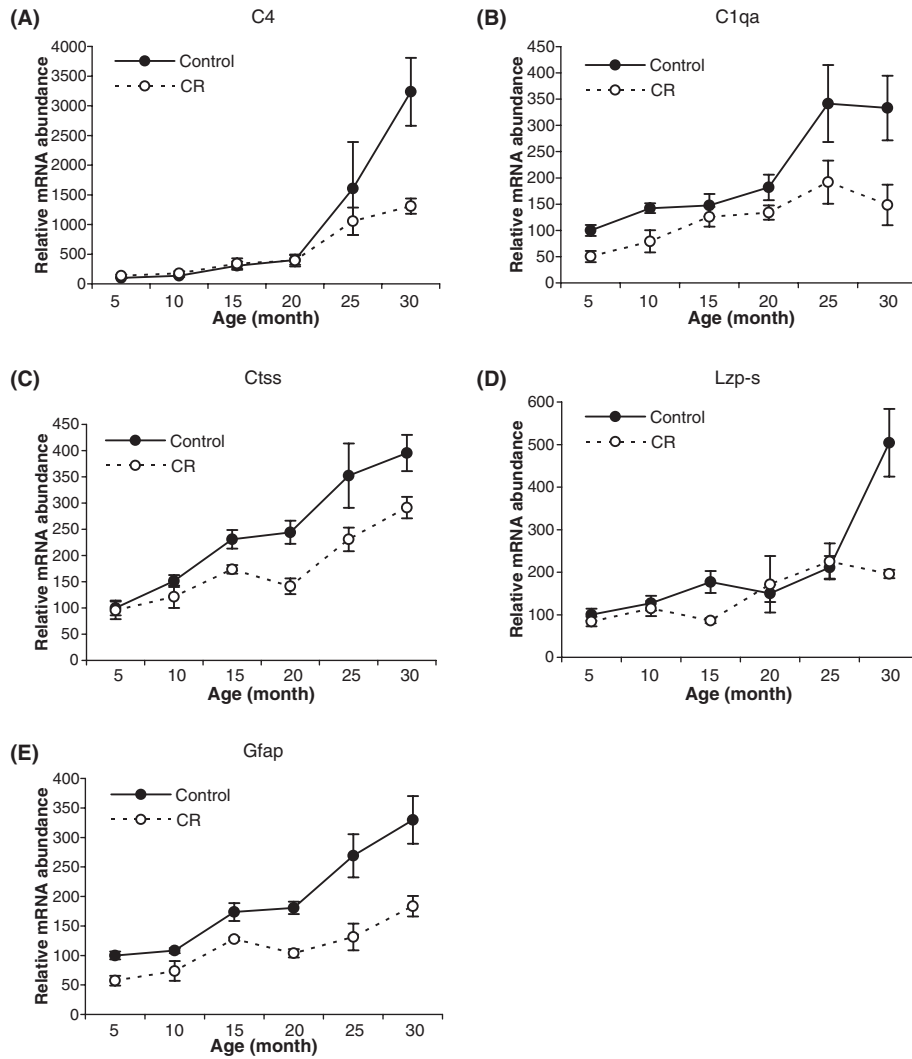 (A)
C4
Control
CR
4000
3500
3000
2500
2000
1500
1000
500
0
Relative mRNA abundance
5 10 15 20 25 30
Age (month)
(B)
C1qa
Control
CR
450
400
350
300
250
200
150
100
50
0
Relative mRNA abundance
5 10 15 20 25 30
Age (month)
(C)
Ctss
Control
CR
450
400
350
300
250
200
150
100
50
0
Relative mRNA abundance
5 10 15 20 25 30
Age (month)
(D)
Lzp-s
Control
CR
600
500
400
300
200
100
0
Relative mRNA abundance
5 10 15 20 25 30
Age (month)
(E)
Gfap
Control
CR
400
350
300
250
200
150
100
50
0
Relative mRNA abundance
5 10 15 20 25 30
Age (month)